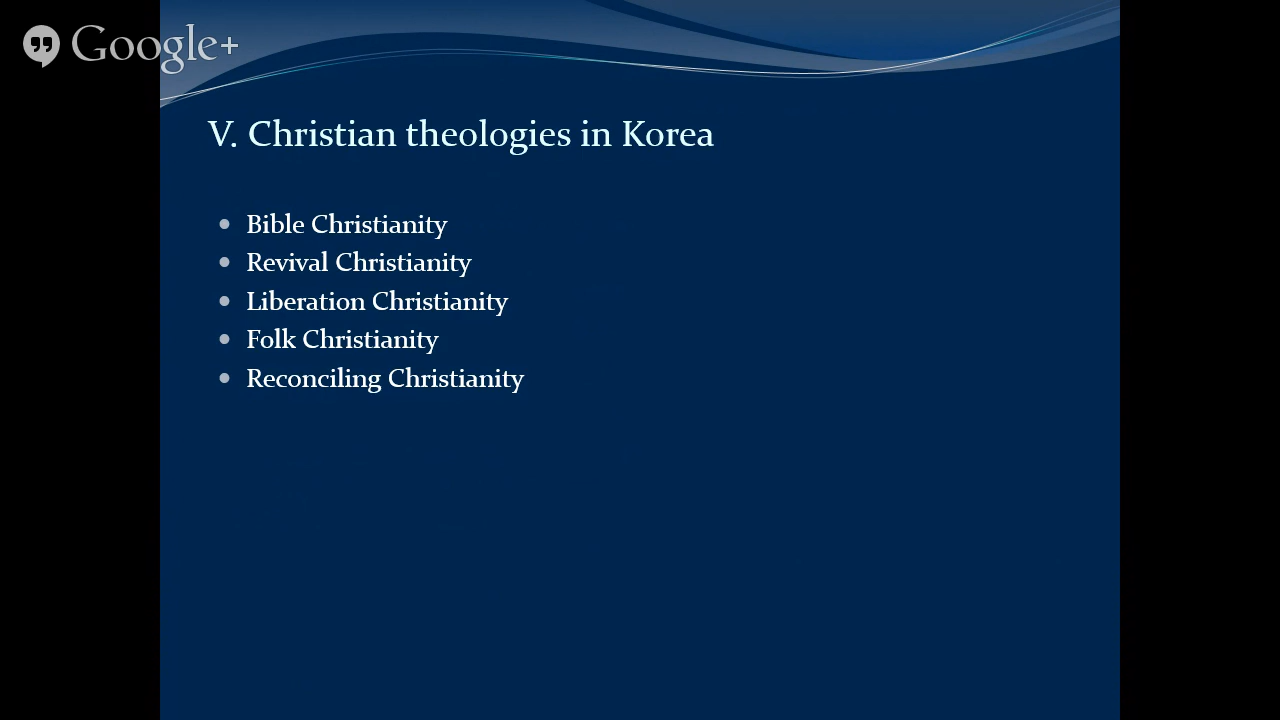 Google+
V. Christian theologies in Korea
Bible Christianity
Revival Christianity
Liberation Christianity
Folk Christianity
Reconciling Christianity